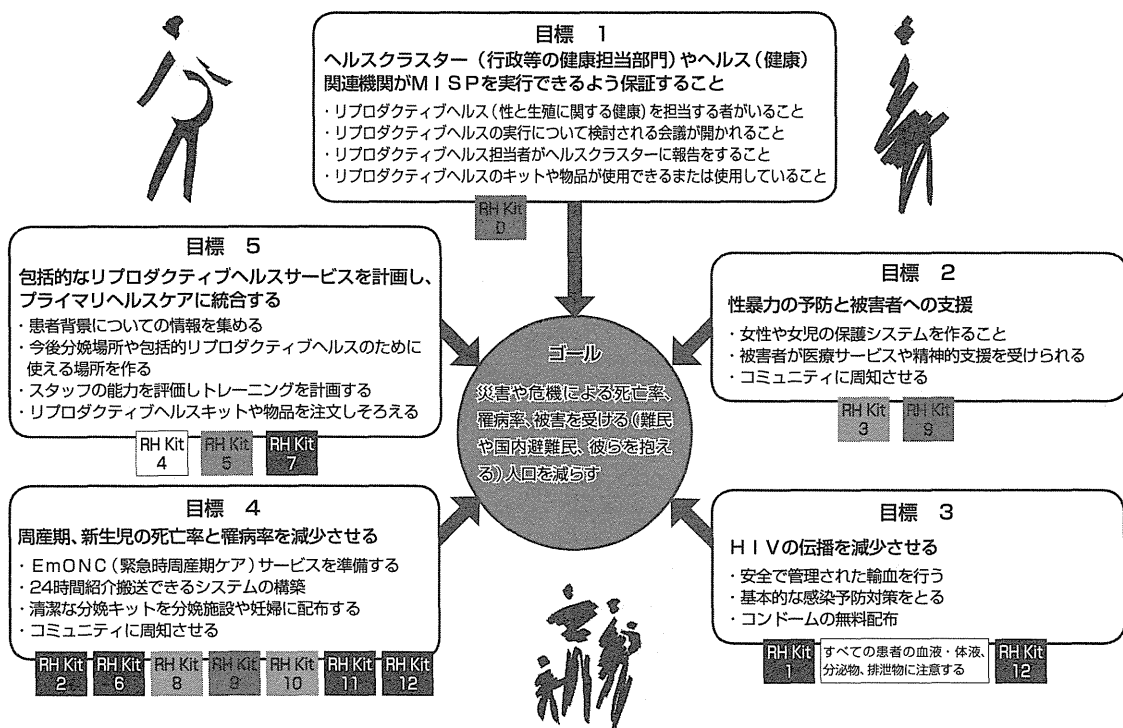 目標 1
ヘルスクラスター（行政等の健康担当部門）やヘルス（健康）
関連機関がＭＩＳＰを実行できるよう保証すること
・リプロダクティブヘルス（性と生殖に関する健康）を担当する者がいること
・リプロダクティブヘルスの実行について検討される会議が開かれること
・リプロダクティブヘルス担当者がヘルスクラスターに報告をすること
・リプロダクティブヘルスのキットや物品が使用できるまたは使用していること
RH Kit
0
目標 5
包括的なリプロダクティブヘルスサービスを計画し、
プライマリヘルスケアに統合する
・患者背景についての情報を集める
・今後分娩場所や包括的リプロダクティブヘルスのために
使える場所を作る
・スタッフの能力を評価しトレーニングを計画する
・リプロダクティブヘルスキットや物品を注文しそろえる
RH Kit
4
RH Kit
5
RH Kit
7
目標 2
性暴力の予防と被害者への支援
・女性や女児の保護システムを作ること
・被害者が医療サービスや精神的支援を受けられる
・コミュニティに周知させる
RH Kit
3
RH Kit
9
ゴール
災害や危機による死亡率、
罹病率、被害を受ける（難民
や国内避難民、彼らを抱え
る）人口を減らす
目標 4
周産期、新生児の死亡率と罹病率を減少させる
・ＥｍＯＮＣ（緊急時周産期ケア）サービスを準備する
・24時間紹介搬送できるシステムの構築
・清潔な分娩キットを分娩施設や妊婦に配布する
・コミュニティに周知させる
RH Kit
2
RH Kit
6
RH Kit
8
RH Kit
9
RH Kit
10
RH Kit
11
RH Kit
12
目標 3
ＨＩＶの伝播を減少させる
・安全で管理された輸血を行う
・基本的な感染予防対策をとる
・コンドームの無料配布
RH Kit
1
すべての患者の血液・体液、
分泌物、排泄物に注意する
RH Kit
12